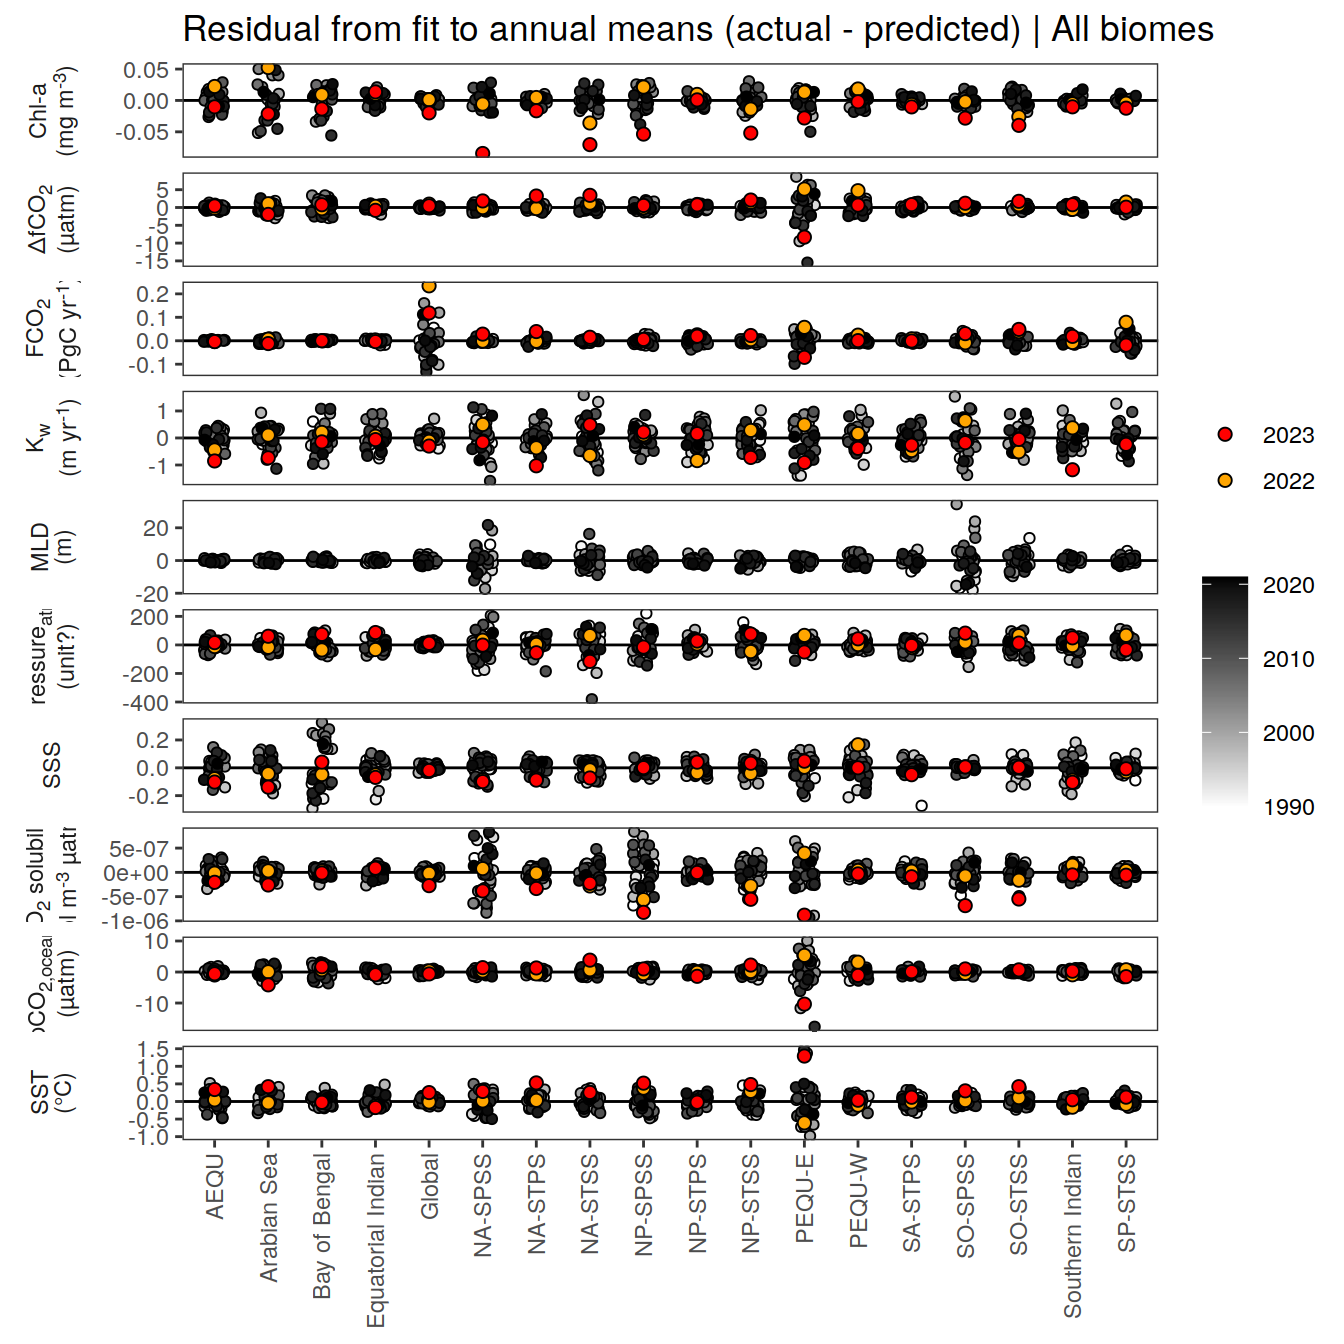 Residual from fit to annual means (actual - predicted) | All biomes
Chl-a
(mg m⁻³)
0.05
0.00
-0.05
ΔfCO₂
(µatm)
5
0
-5
-10
-15
FCO₂
(PgC yr⁻¹)
0.2
0.1
0.0
-0.1
K_w
(m yr⁻¹)
1
0
-1
MLD
(m)
20
0
-20
(unit?)
200
0
-200
-400
SSS
0.2
0.0
-0.2
5e-07
0e+00
-5e-07
-1e-06
(µatm)
10
0
-10
SST
(°C)
1.5
1.0
0.5
0.0
-0.5
-1.0
AEQU
Arabian Sea
Bay of Bengal
Equatorial Indian
Global
NA-SPSS
NA-STPS
NA-STSS
NP-SPSS
NP-STPS
NP-STSS
PEQU-E
PEQU-W
SA-STPS
SO-SPSS
SO-STSS
Southern Indian
SP-STSS
2023
2022
2020
2010
2000
1990